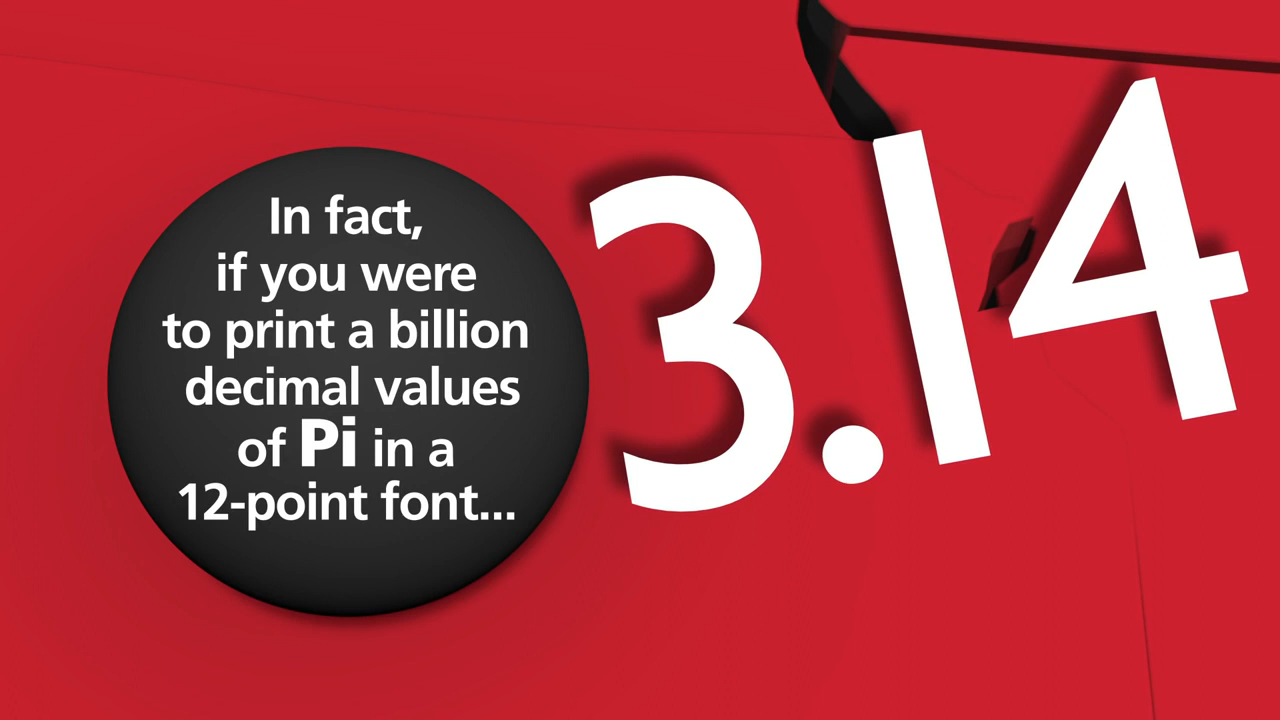 In fact,
if you were
to print a billion
decimal values
of Pi in a
12-point font...
3.14